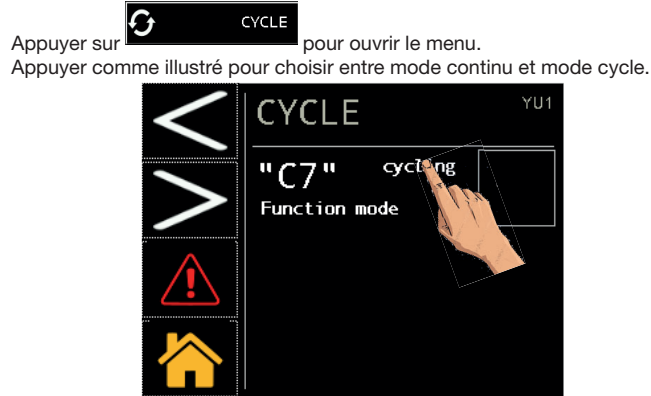 CYCLE
Appuyer sur pour ouvrir le menu.
Appuyer comme illustré pour choisir entre mode continu et mode cycle.
CYCLE YU1
"C7" cycling
Function mode